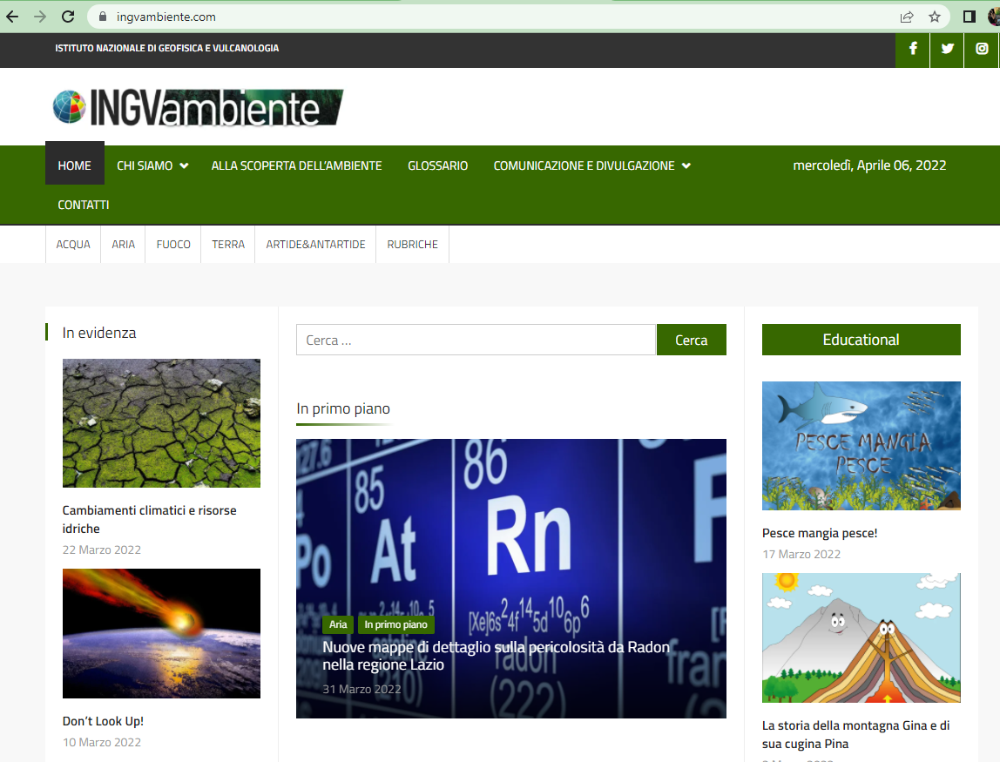 ingvambiente.com
ISTITUTO NAZIONALE DI GEOFISICA E VULCANOLOGIA
INGVambiente
HOME
CHI SIAMO
ALLA SCOPERTA DELL'AMBIENTE
GLOSSARIO
COMUNICAZIONE E DIVULGAZIONE
mercoledì, Aprile 06, 2022
CONTATTI
ACQUA
ARIA
FUOCO
TERRA
ARTIDE&ANTARTIDE
RUBRICHE
In evidenza
Cambiamenti climatici e risorse
idriche
22 Marzo 2022
Don't Look Up!
10 Marzo 2022
Cerca ...
Cerca
In primo piano
86
85
Rn
At
Po
[Xe]6s²4f¹⁴5d¹⁰6p⁶
radon
(222)
Aria
In primo piano
Nuove mappe di dettaglio sulla pericolosità da Radon
nella regione Lazio
31 Marzo 2022
Educational
PESCE MANGIA
PESCE
Pesce mangia pesce!
17 Marzo 2022
La storia della montagna Gina e di
sua cugina Pina